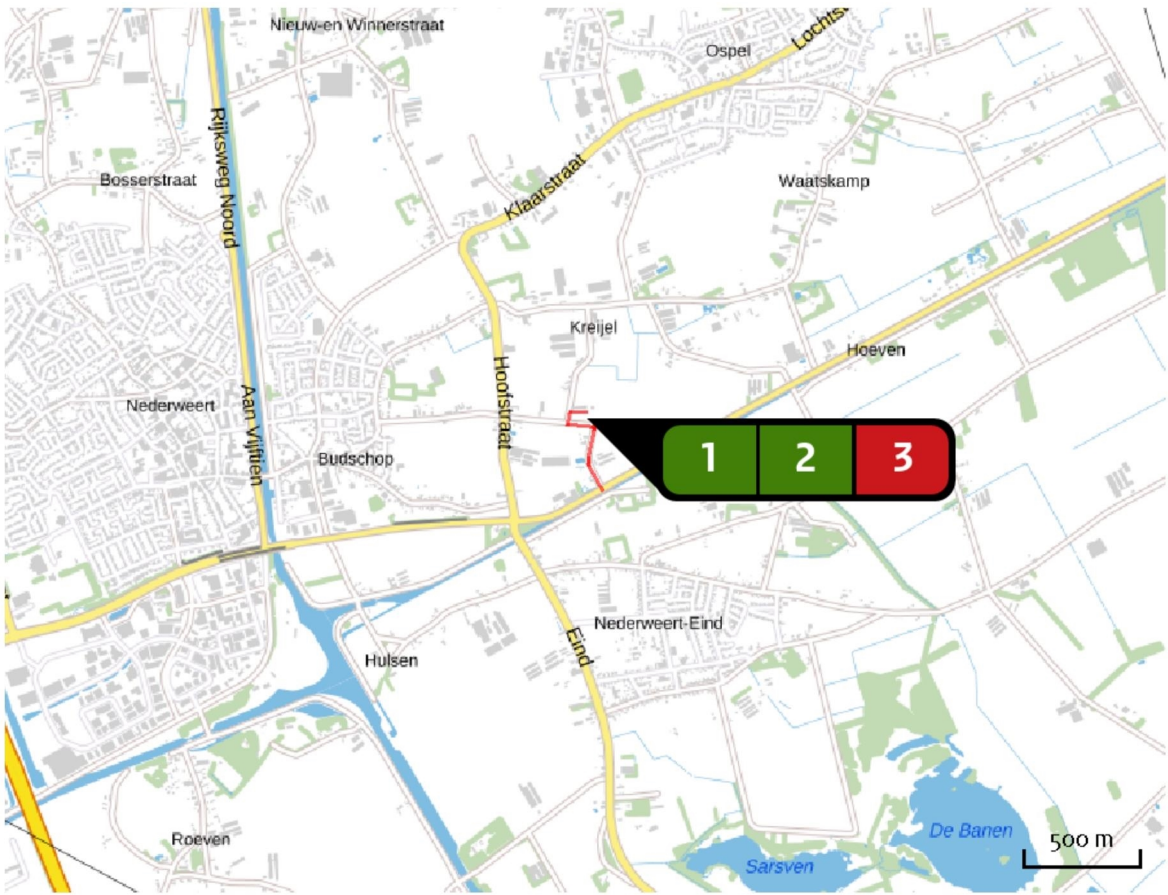 Nieuw-en Winnerstraat
Ospel
Lochts
Rijksweg Noord
Klaarstraat
Bosserstraat
Waatskamp
Kreijel
Hoeven
Hoofstraat
Nederweert
Aan Vijftien
Budschop
1 2 3
Nederweert-Eind
Eind
Hulsen
Roeven
De Banen
500 m
Sarsven